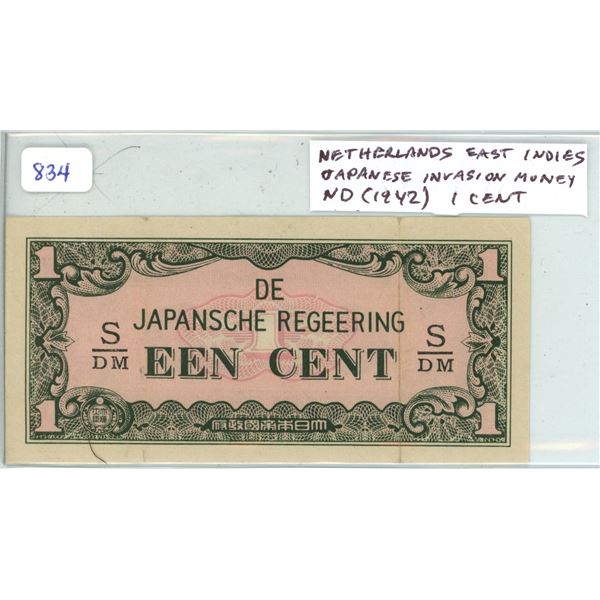 834
NETHERLANDS EAST INDIES
JAPANESE INVASION MONEY
ND (1942) 1 CENT
1 1
DE
JAPANSCHE REGEERING
S S
DM DM
1
EEN CENT
1 1
府政國帝本日大